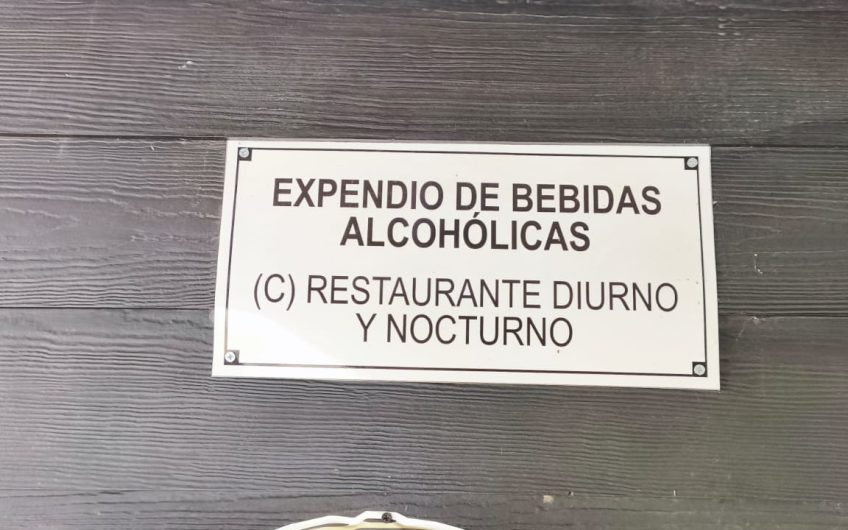 EXPENDIO DE BEBIDAS
ALCOHÓLICAS
(C) RESTAURANTE DIURNO
Y NOCTURNO